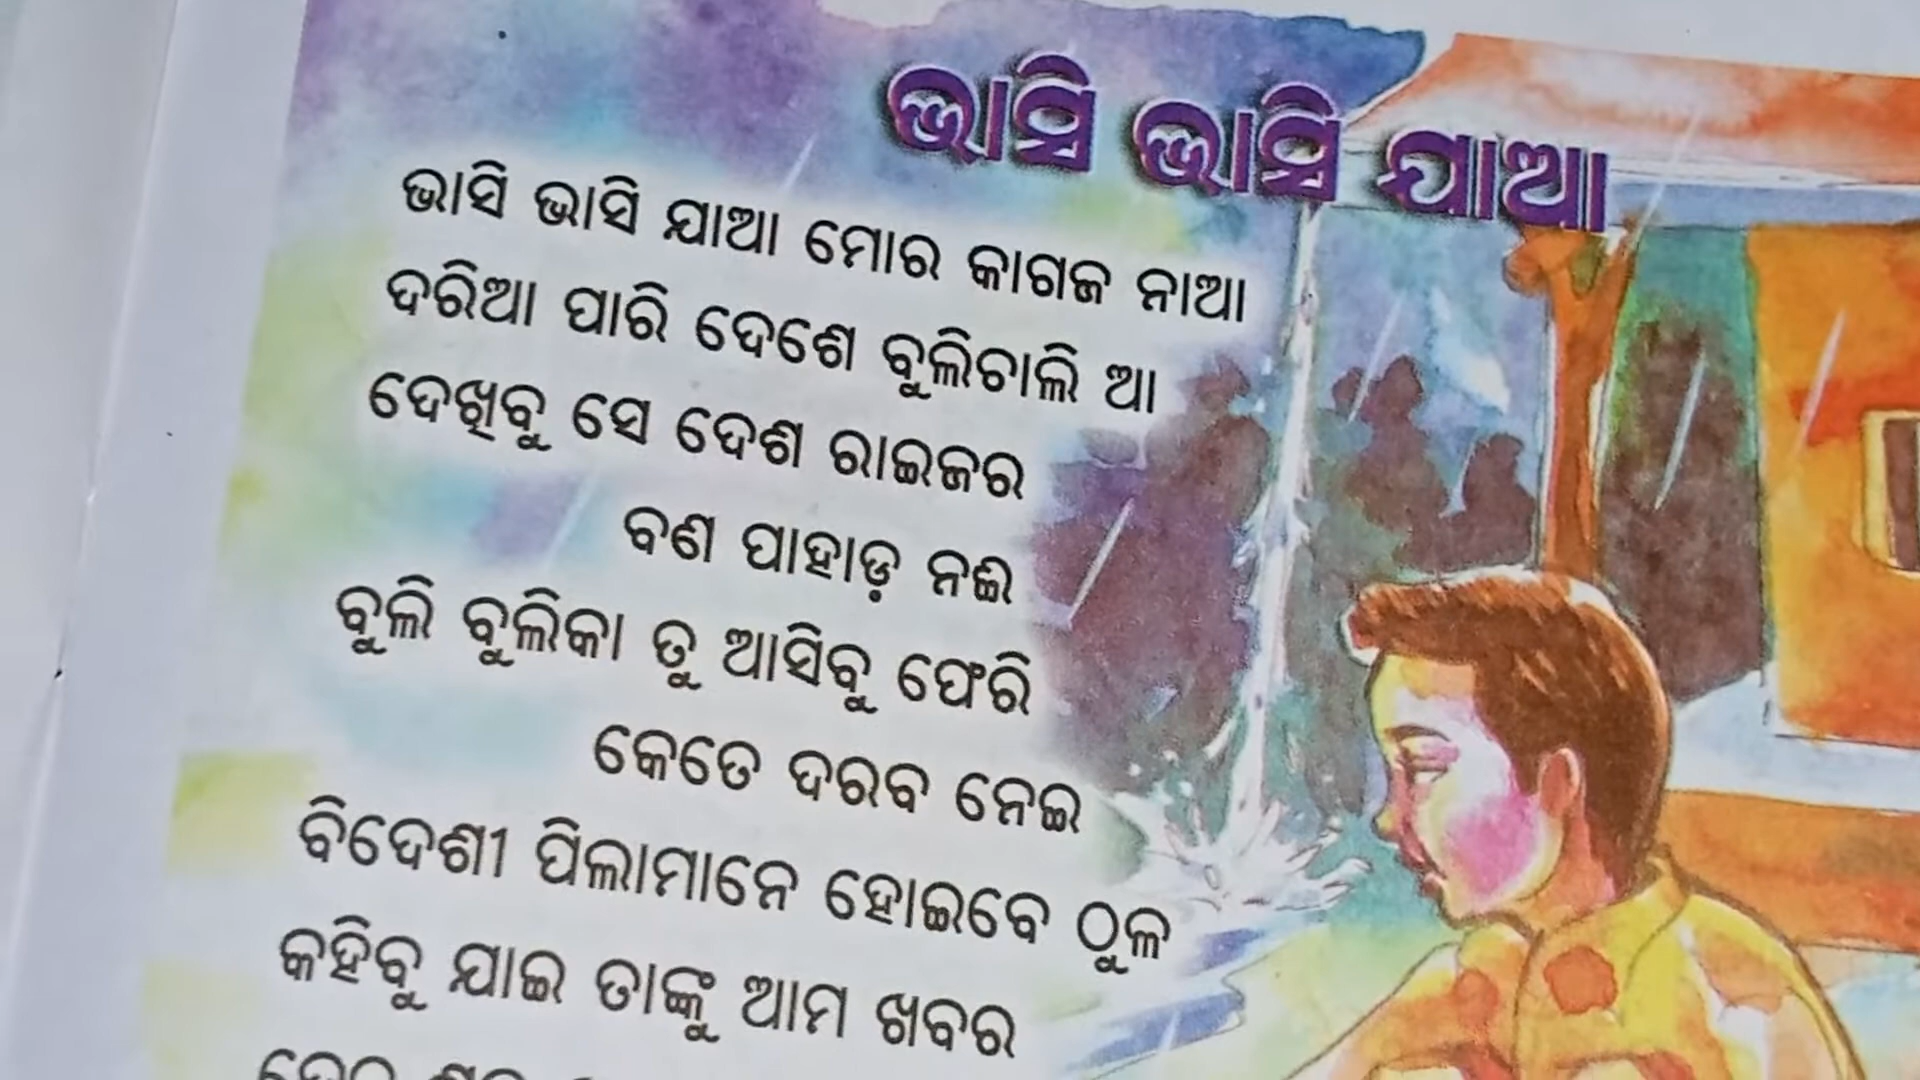 ଭାସି ଭାସି ଯାଆ
ଭାସି ଭାସି ଯାଆ ମୋର କାଗଜ ନାଆ
ଦରିଆ ପାରି ଦେଶେ ବୁଲିଚାଲି ଆ
ଦେଖିବୁ ସେ ଦେଶ ରାଇଜର
ବଣ ପାହାଡ଼ ନଈ
ବୁଲି ବୁଲିକା ତୁ ଆସିବୁ ଫେରି
କେତେ ଦରବ ନେଇ
ବିଦେଶୀ ପିଲାମାନେ ହୋଇବେ ଠୁଳ
କହିବୁ ଯାଇ ତାଙ୍କୁ ଆମ ଖବର